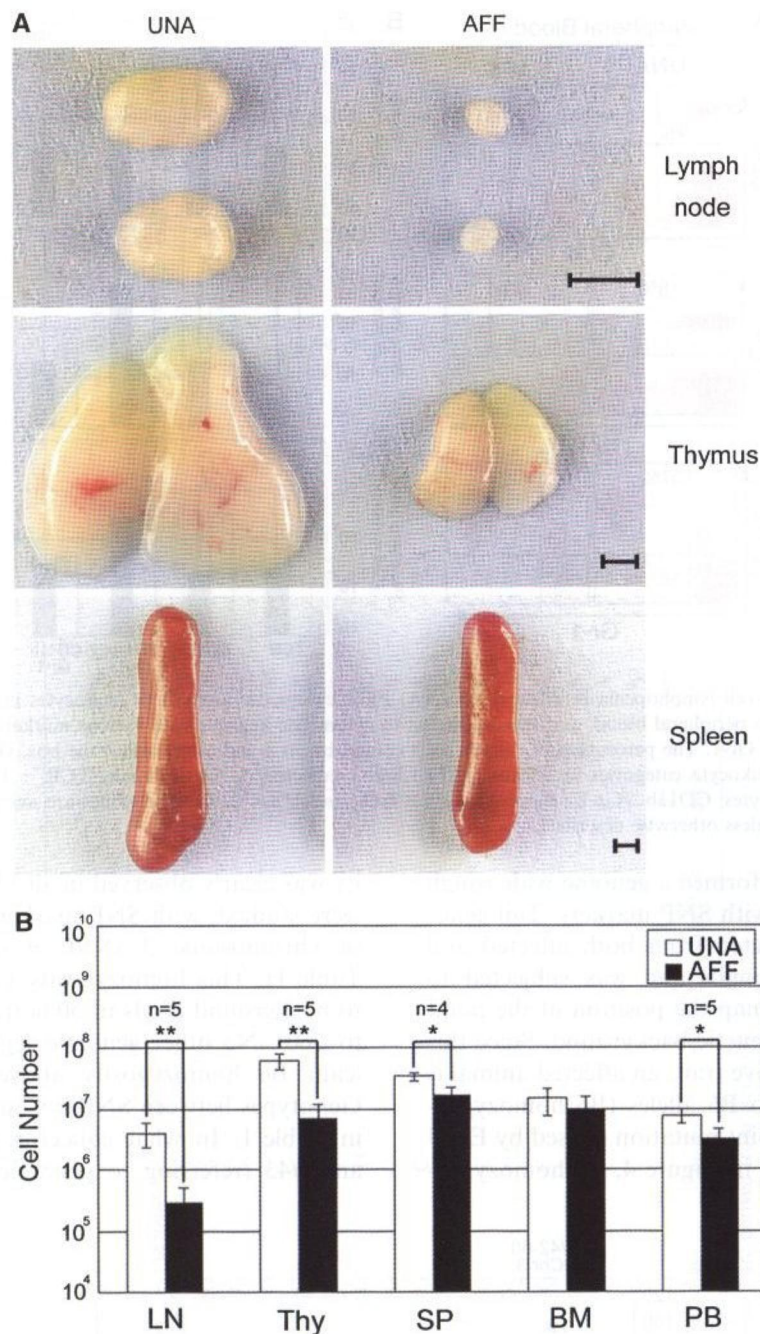 A
UNA
AFF
Lymph
node
Thymus
Spleen
B
10^10
10^9
10^8
10^7
10^6
10^5
10^4
Cell Number
UNA
AFF
n=5
**
n=5
**
n=4
*
n=5
*
LN
Thy
SP
BM
PB